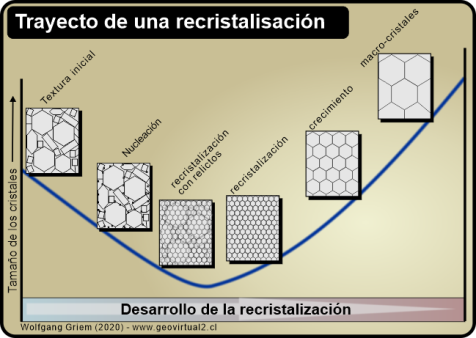 Trayecto de una recristalisación
Textura inicial
Nucleación
recristalización
con relictos
recristalización
crecimiento
macro-cristales
Tamaño de los cristales
Desarrollo de la recristalización
Wolfgang Griem (2020) - www.geovirtual2.cl